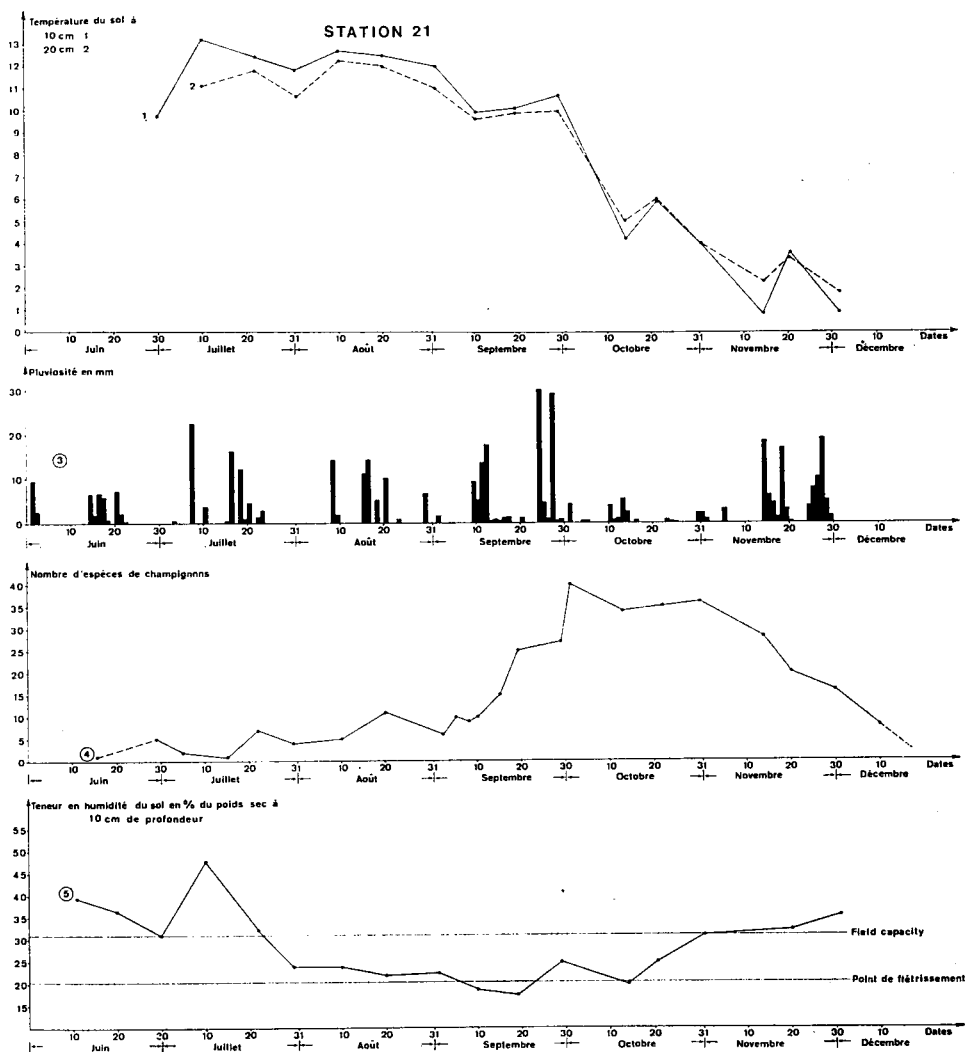 Température du sol à
10 cm 1
20 cm 2
STATION 21
13
12
11
10
9
8
7
6
5
4
3
2
1
0
1
2
10 20 30 10 20 31 10 20 31 10 20 30 10 20 31 10 20 30 10 Dates
Juin Juillet Août Septembre Octobre Novembre Décembre
Pluviosité en mm
30
20
10
0
3
10 20 30 10 20 31 10 20 31 10 20 30 10 20 31 10 20 30 10 Dates
Juin Juillet Août Septembre Octobre Novembre Décembre
Nombre d'espèces de champignnns
40
35
30
25
20
15
10
5
0
4
10 20 30 10 20 31 10 20 31 10 20 30 10 20 31 10 20 30 10 Dates
Juin Juillet Août Septembre Octobre Novembre Décembre
Teneur en humidité du sol en % du poids sec à
10 cm de profondeur
55
50
45
40
35
30
25
20
15
5
Field capacity
Point de flétrissement
10 20 30 10 20 31 10 20 31 10 20 30 10 20 31 10 20 30 10 Dates
Juin Juillet Août Septembre Octobre Novembre Décembre